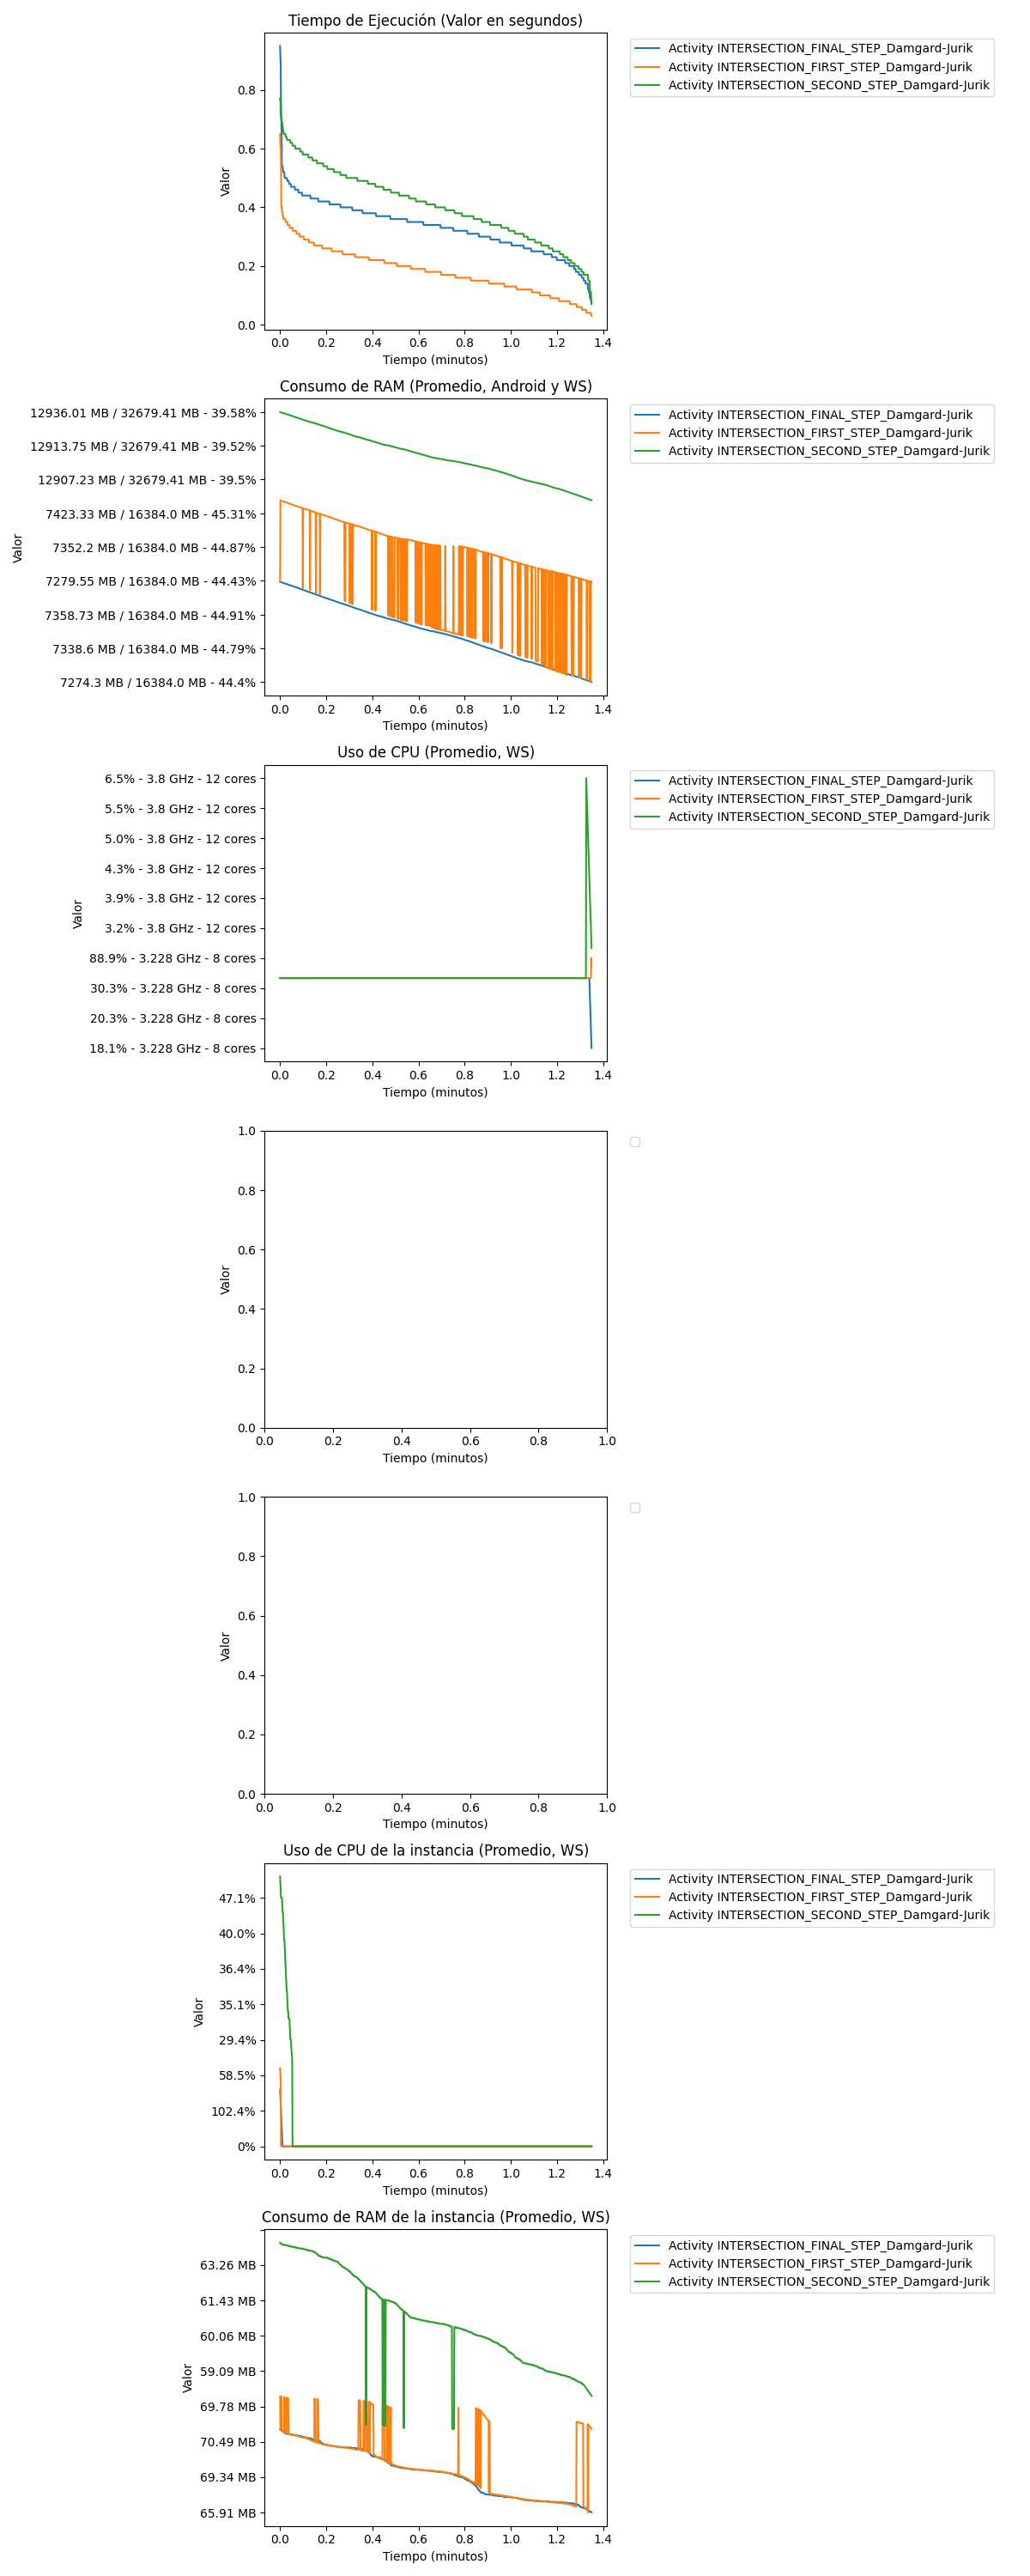 Tiempo de Ejecución (Valor en segundos)
Activity INTERSECTION_FINAL_STEP_Damgard-Jurik
Activity INTERSECTION_FIRST_STEP_Damgard-Jurik
Activity INTERSECTION_SECOND_STEP_Damgard-Jurik
Valor
0.8
0.6
0.4
0.2
0.0
0.0 0.2 0.4 0.6 0.8 1.0 1.2 1.4
Tiempo (minutos)
Consumo de RAM (Promedio, Android y WS)
Activity INTERSECTION_FINAL_STEP_Damgard-Jurik
Activity INTERSECTION_FIRST_STEP_Damgard-Jurik
Activity INTERSECTION_SECOND_STEP_Damgard-Jurik
Valor
12936.01 MB / 32679.41 MB - 39.58%
12913.75 MB / 32679.41 MB - 39.52%
12907.23 MB / 32679.41 MB - 39.5%
7423.33 MB / 16384.0 MB - 45.31%
7352.2 MB / 16384.0 MB - 44.87%
7279.55 MB / 16384.0 MB - 44.43%
7358.73 MB / 16384.0 MB - 44.91%
7338.6 MB / 16384.0 MB - 44.79%
7274.3 MB / 16384.0 MB - 44.4%
0.0 0.2 0.4 0.6 0.8 1.0 1.2 1.4
Tiempo (minutos)
Uso de CPU (Promedio, WS)
Activity INTERSECTION_FINAL_STEP_Damgard-Jurik
Activity INTERSECTION_FIRST_STEP_Damgard-Jurik
Activity INTERSECTION_SECOND_STEP_Damgard-Jurik
Valor
6.5% - 3.8 GHz - 12 cores
5.5% - 3.8 GHz - 12 cores
5.0% - 3.8 GHz - 12 cores
4.3% - 3.8 GHz - 12 cores
3.9% - 3.8 GHz - 12 cores
3.2% - 3.8 GHz - 12 cores
88.9% - 3.228 GHz - 8 cores
30.3% - 3.228 GHz - 8 cores
20.3% - 3.228 GHz - 8 cores
18.1% - 3.228 GHz - 8 cores
0.0 0.2 0.4 0.6 0.8 1.0 1.2 1.4
Tiempo (minutos)
Valor
1.0
0.8
0.6
0.4
0.2
0.0
0.0 0.2 0.4 0.6 0.8 1.0
Tiempo (minutos)
Valor
1.0
0.8
0.6
0.4
0.2
0.0
0.0 0.2 0.4 0.6 0.8 1.0
Tiempo (minutos)
Uso de CPU de la instancia (Promedio, WS)
Activity INTERSECTION_FINAL_STEP_Damgard-Jurik
Activity INTERSECTION_FIRST_STEP_Damgard-Jurik
Activity INTERSECTION_SECOND_STEP_Damgard-Jurik
Valor
47.1%
40.0%
36.4%
35.1%
29.4%
58.5%
102.4%
0%
0.0 0.2 0.4 0.6 0.8 1.0 1.2 1.4
Tiempo (minutos)
Consumo de RAM de la instancia (Promedio, WS)
Activity INTERSECTION_FINAL_STEP_Damgard-Jurik
Activity INTERSECTION_FIRST_STEP_Damgard-Jurik
Activity INTERSECTION_SECOND_STEP_Damgard-Jurik
Valor
63.26 MB
61.43 MB
60.06 MB
59.09 MB
69.78 MB
70.49 MB
69.34 MB
65.91 MB
0.0 0.2 0.4 0.6 0.8 1.0 1.2 1.4
Tiempo (minutos)